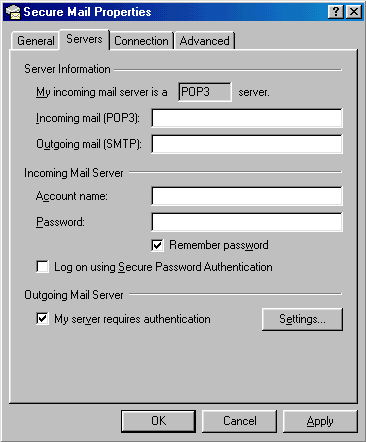 Secure Mail Properties
General Servers Connection Advanced
Server Information
My incoming mail server is a POP3 server.
Incoming mail (POP3):
Outgoing mail (SMTP):
Incoming Mail Server
Account name:
Password:
Remember password
Log on using Secure Password Authentication
Outgoing Mail Server
My server requires authentication Settings...
OK Cancel Apply